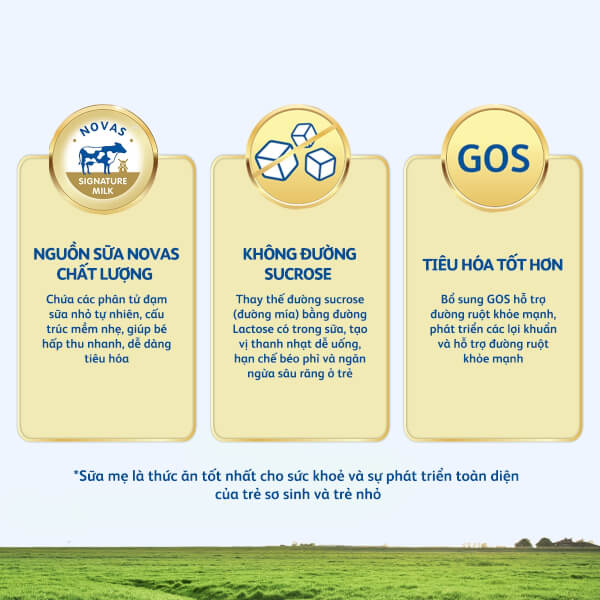 NOVAS
SIGNATURE
MILK
NGUỒN SỮA NOVAS
CHẤT LƯỢNG
Chứa các phân tử đạm
sữa nhỏ tự nhiên, cấu
trúc mềm nhẹ, giúp bé
hấp thu nhanh, dễ dàng
tiêu hóa
KHÔNG ĐƯỜNG
SUCROSE
Thay thế đường sucrose
(đường mía) bằng đường
Lactose có trong sữa, tạo
vị thanh nhạt dễ uống,
hạn chế béo phì và ngăn
ngừa sâu răng ở trẻ
GOS
TIÊU HÓA TỐT HƠN
Bổ sung GOS hỗ trợ
đường ruột khỏe mạnh,
phát triển các lợi khuẩn
và hỗ trợ đường ruột
khỏe mạnh
*Sữa mẹ là thức ăn tốt nhất cho sức khoẻ và sự phát triển toàn diện
của trẻ sơ sinh và trẻ nhỏ